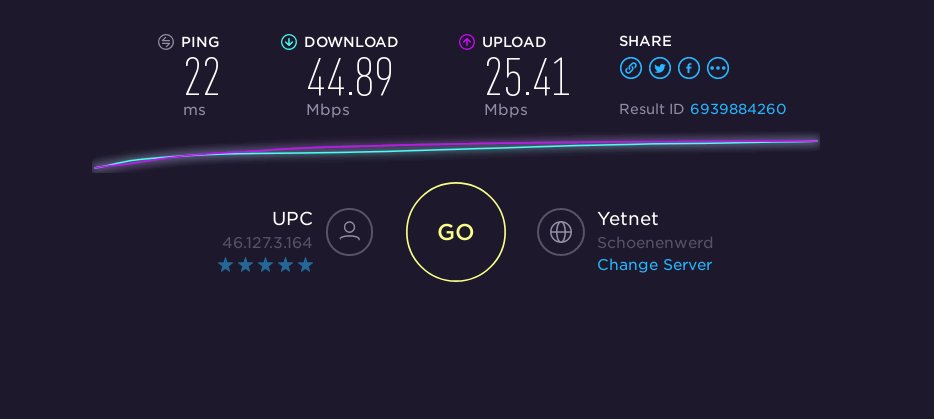 PING
22
ms
DOWNLOAD
44.89
Mbps
UPLOAD
25.41
Mbps
SHARE
Result ID 6939884260
UPC
46.127.3.164
GO
Yetnet
Schoenenwerd
Change Server